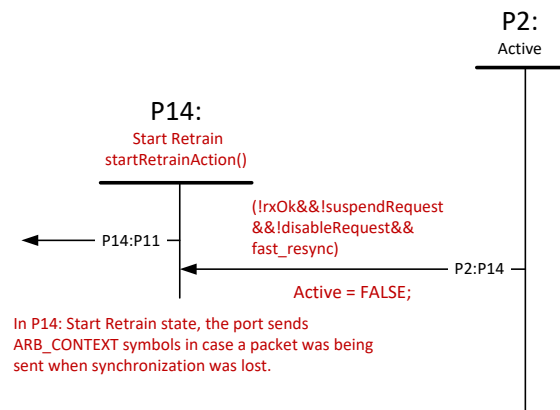 P2:
Active
P14:
Start Retrain
startRetrainAction()
(!rxOk&&!suspendRequest
&&!disableRequest&&
fast_resync)
P14:P11
P2:P14
Active = FALSE;
In P14: Start Retrain state, the port sends
ARB_CONTEXT symbols in case a packet was being
sent when synchronization was lost.